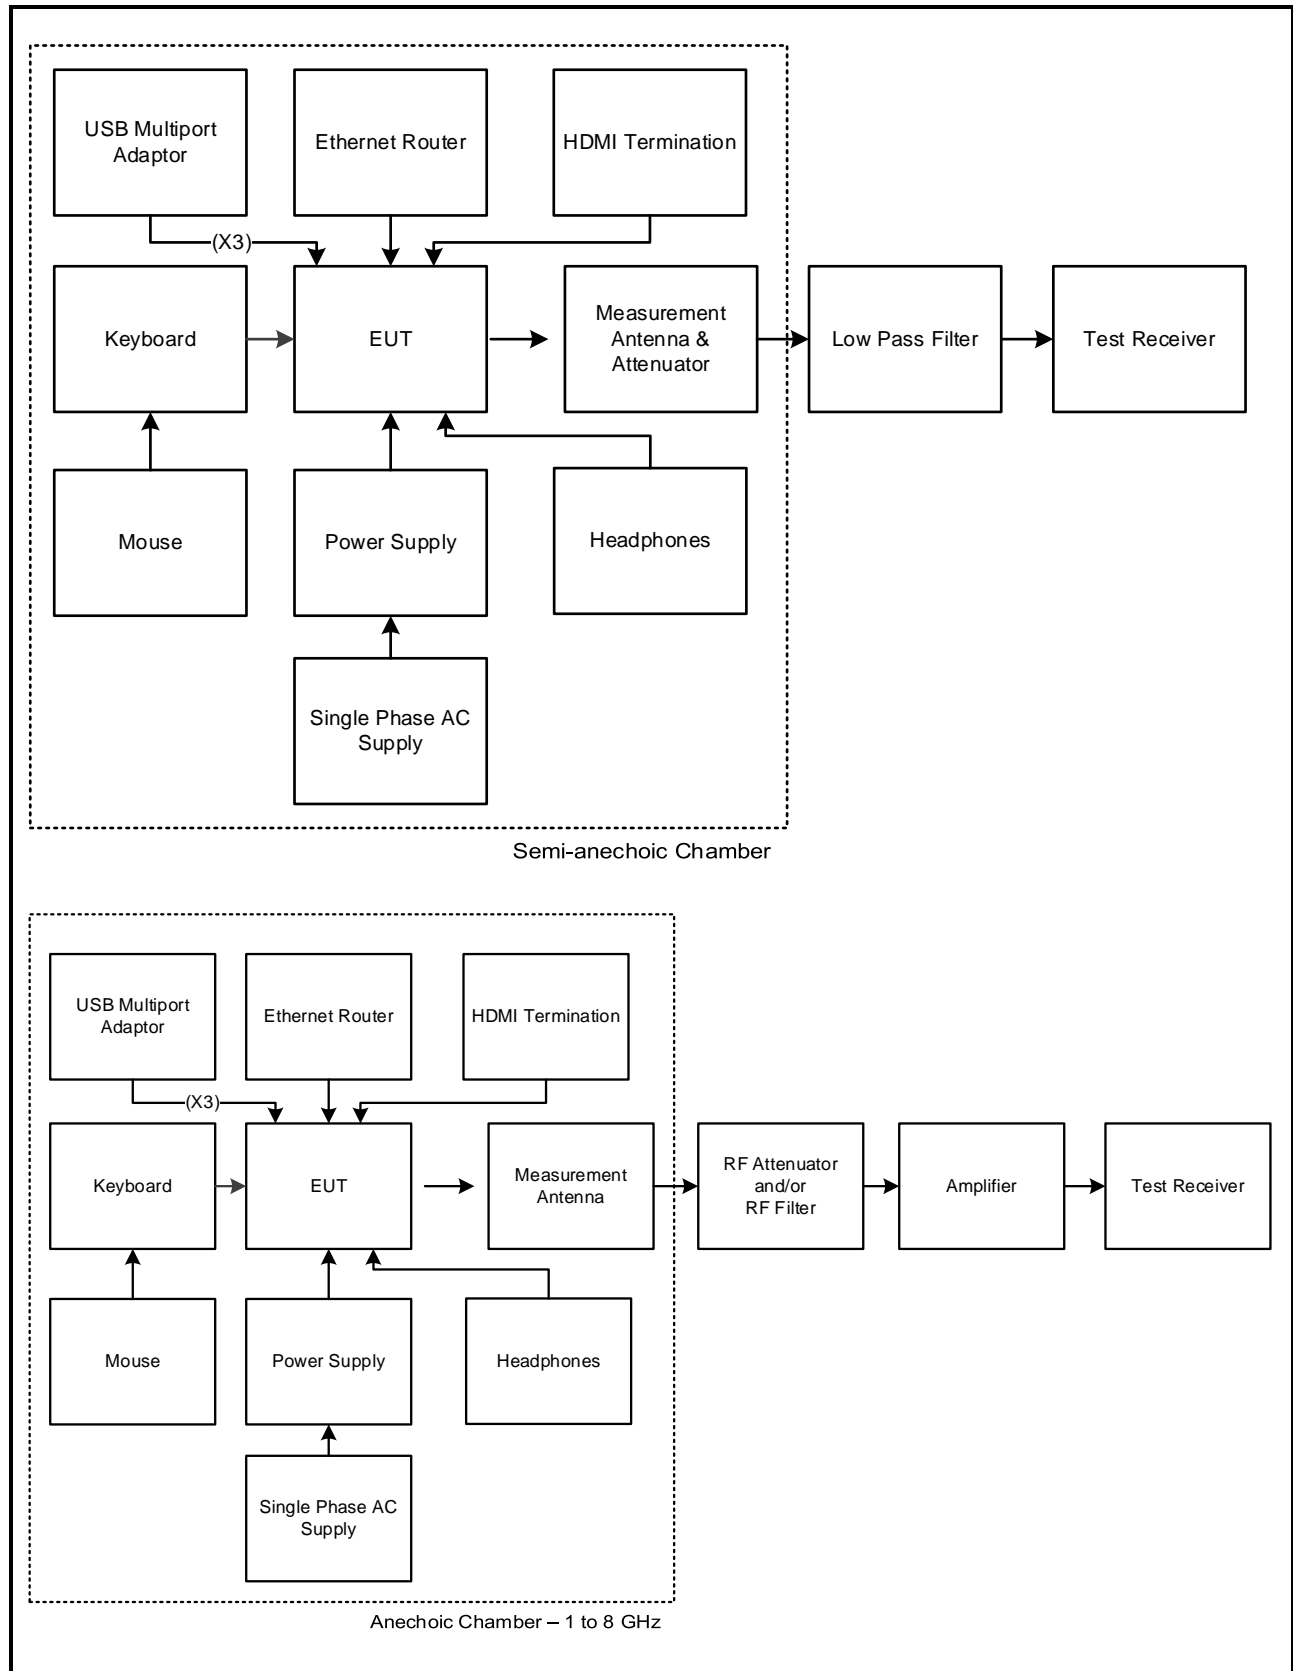 USB Multiport
Adaptor
Ethernet Router
HDMI Termination
(X3)
Keyboard
EUT
Measurement
Antenna &
Attenuator
Low Pass Filter
Test Receiver
Mouse
Power Supply
Headphones
Single Phase AC
Supply
Semi-anechoic Chamber
USB Multiport
Adaptor
Ethernet Router
HDMI Termination
(X3)
Keyboard
EUT
Measurement
Antenna
RF Attenuator
and/or
RF Filter
Amplifier
Test Receiver
Mouse
Power Supply
Headphones
Single Phase AC
Supply
Anechoic Chamber – 1 to 8 GHz